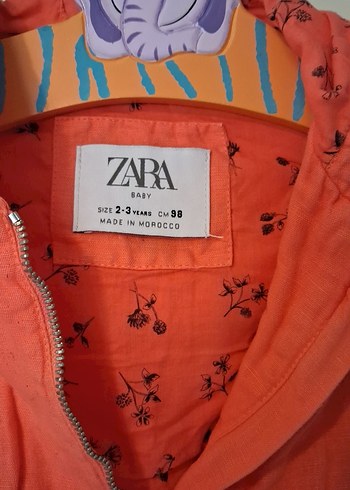 ZARA
BABY
SIZE 2-3 YEARS CM 98
MADE IN MOROCCO